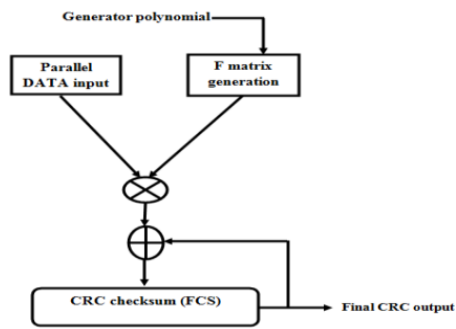 Generator polynomial
Parallel
DATA input
F matrix
generation
CRC checksum (FCS)
Final CRC output